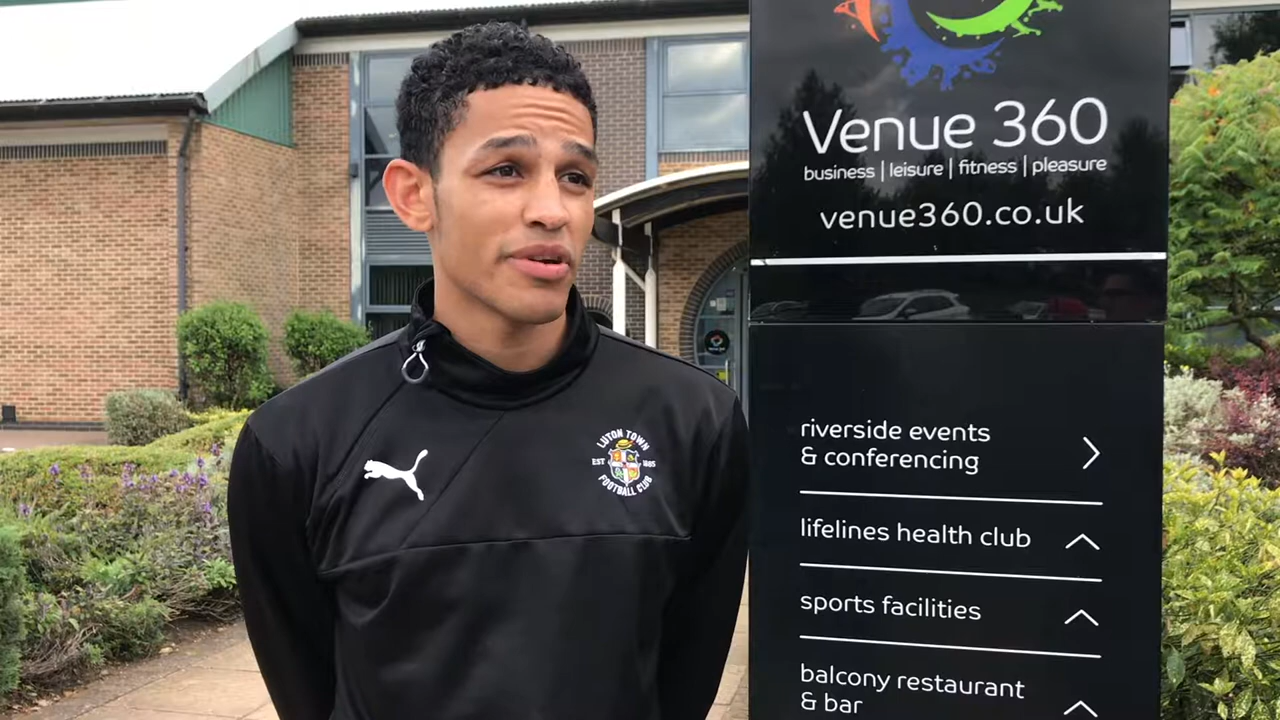 Venue 360
business | leisure | fitness | pleasure
venue360.co.uk
riverside events
& conferencing
lifelines health club
sports facilities
balcony restaurant
& bar
LUTON TOWN
EST 1885
FOOTBALL CLUB